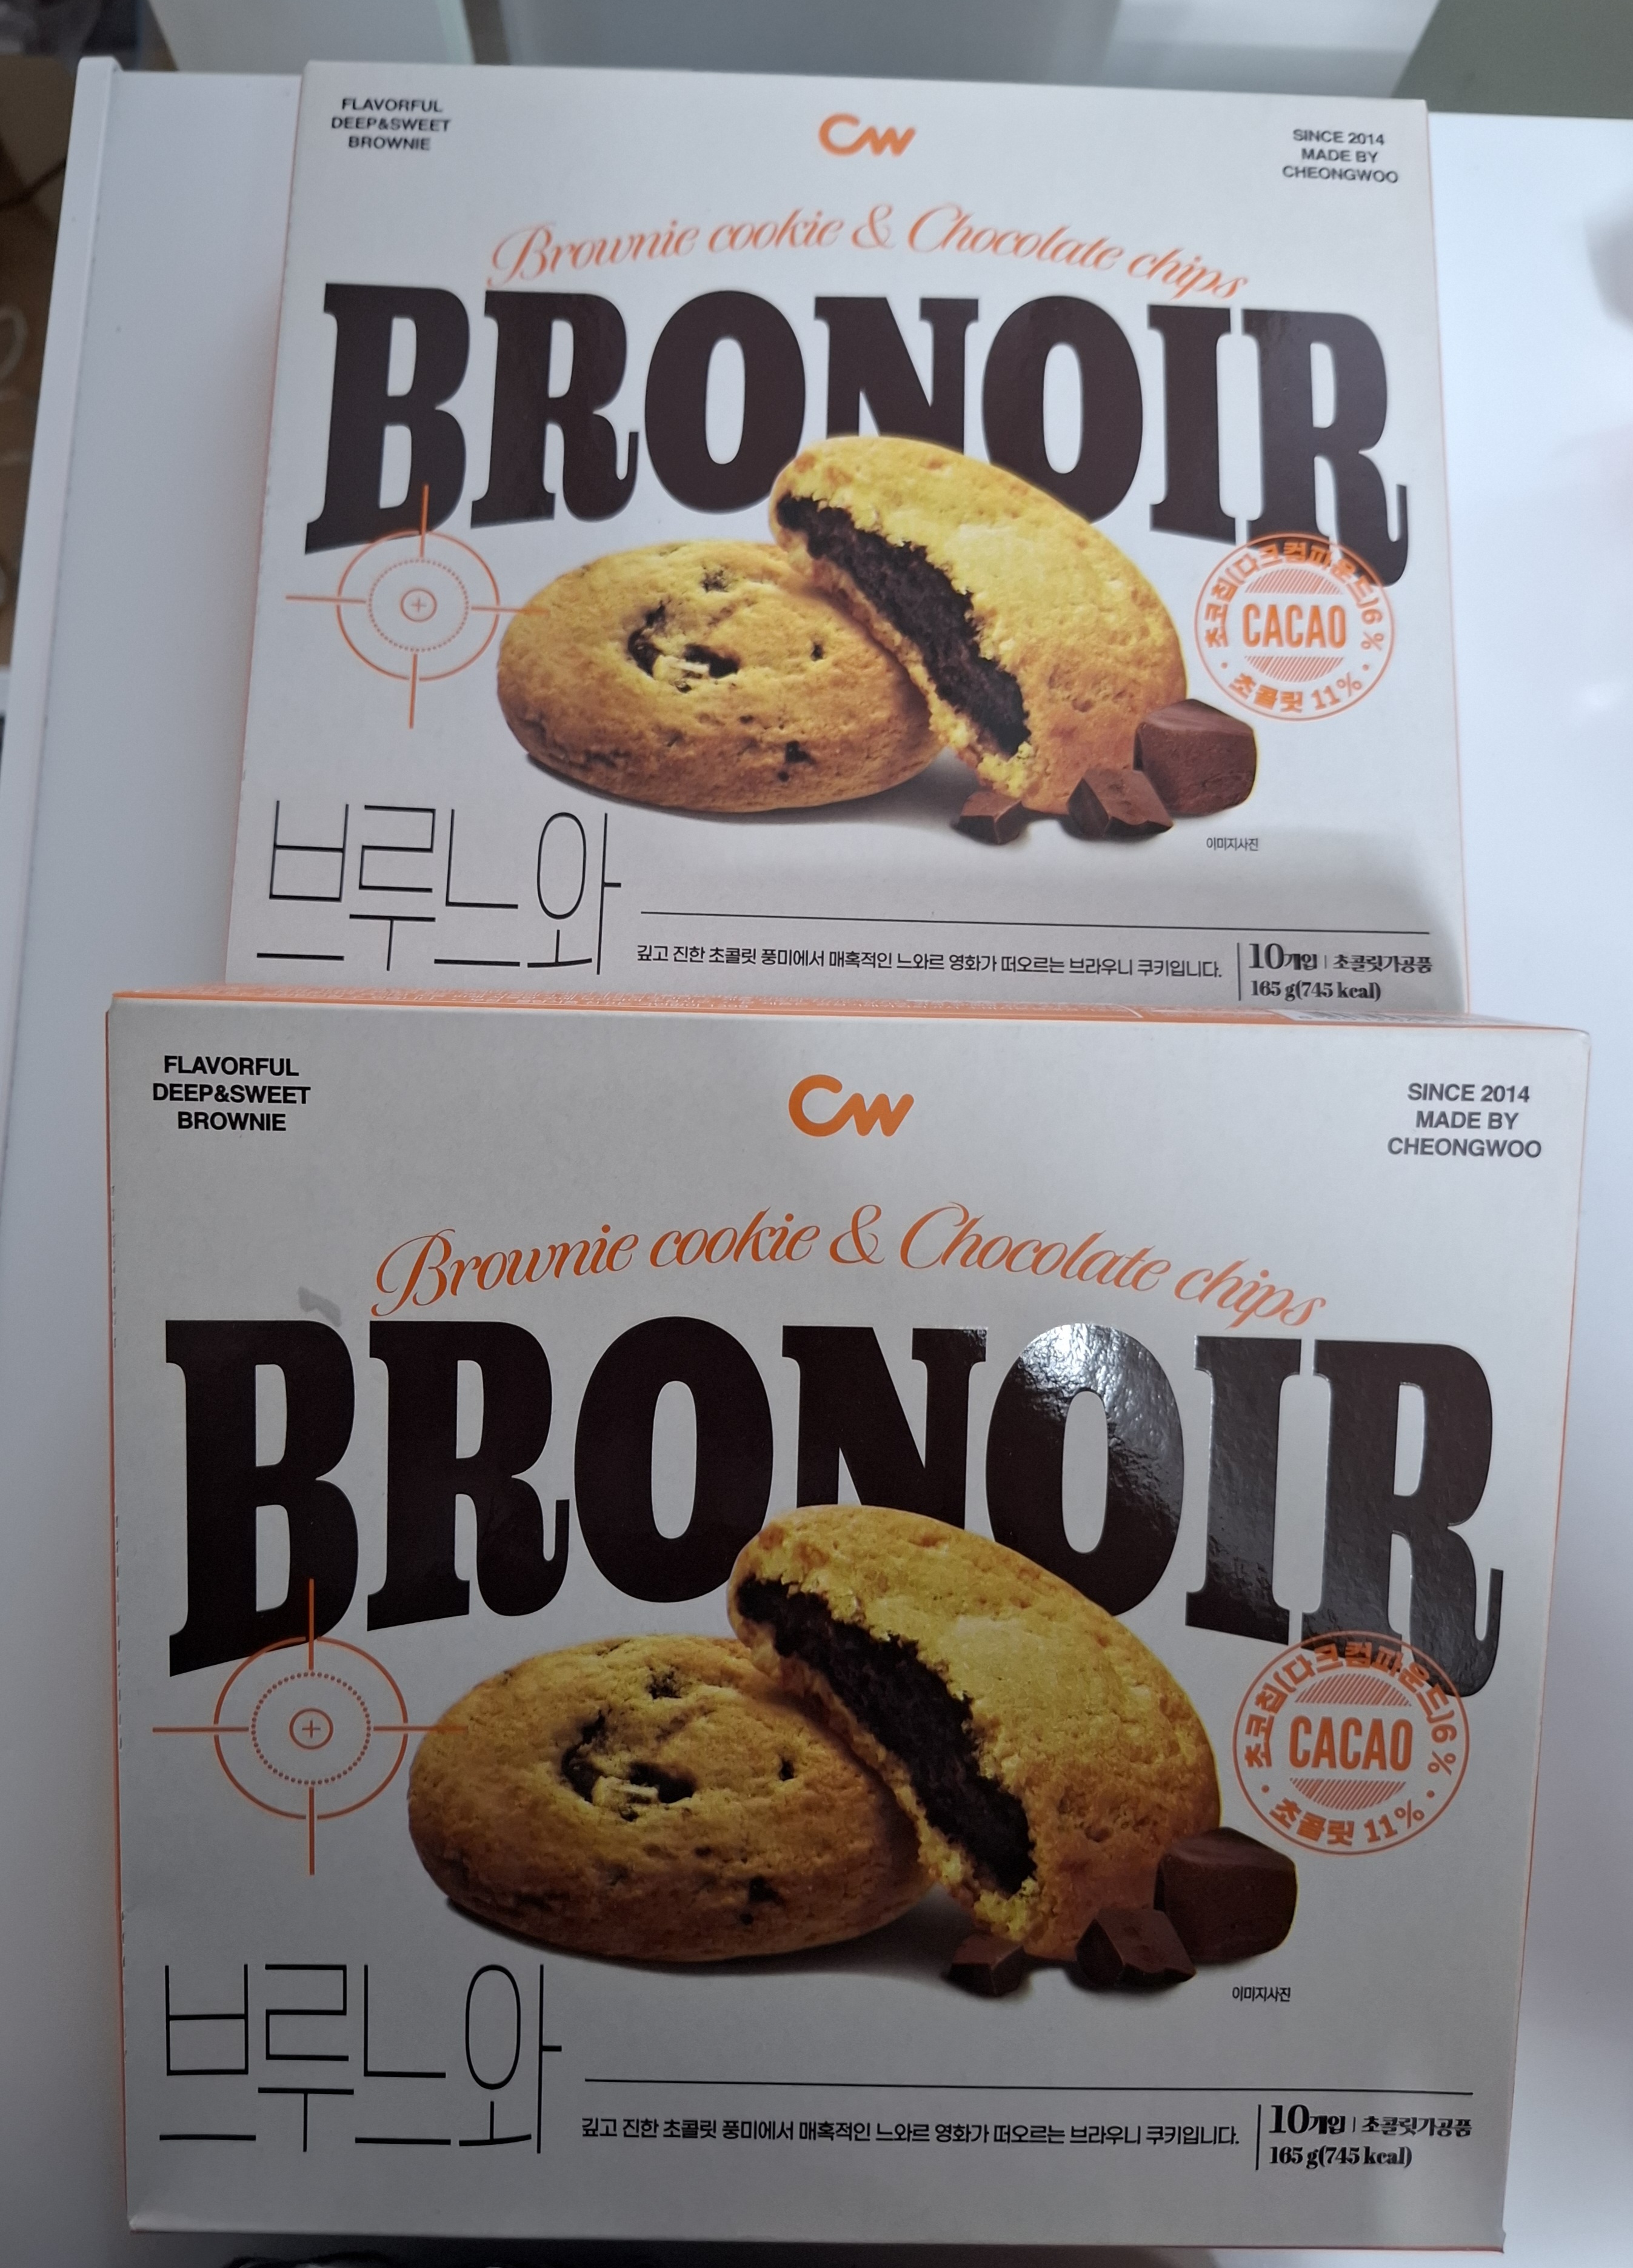 FLAVORFUL
DEEP&SWEET
BROWNIE
CW
SINCE 2014
MADE BY
CHEONGWOO
Brownie cookie & Chocolate chips
BRONOIR
초코칩(다크컴파운드)6%
CACAO
초콜릿 11%
이미지사진
브루느와
깊고 진한 초콜릿 풍미에서 매혹적인 느와르 영화가 떠오르는 브라우니 쿠키입니다.
10개입 | 초콜릿가공품
165 g(745 kcal)
FLAVORFUL
DEEP&SWEET
BROWNIE
CW
SINCE 2014
MADE BY
CHEONGWOO
Brownie cookie & Chocolate chips
BRONOIR
초코칩(다크컴파운드)6%
CACAO
초콜릿 11%
이미지사진
브루느와
깊고 진한 초콜릿 풍미에서 매혹적인 느와르 영화가 떠오르는 브라우니 쿠키입니다.
10개입 | 초콜릿가공품
165 g(745 kcal)